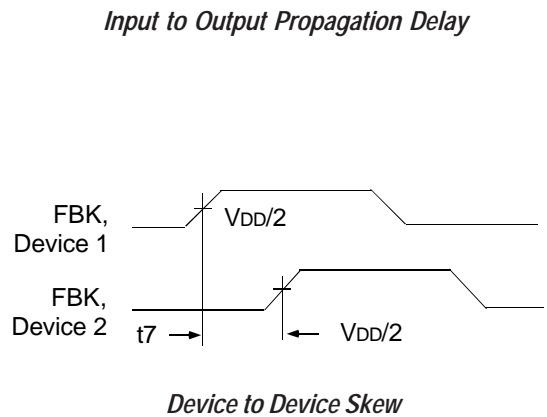 Input to Output Propagation Delay
FBK,
Device 1
VDD/2
FBK,
Device 2
t7
VDD/2
Device to Device Skew